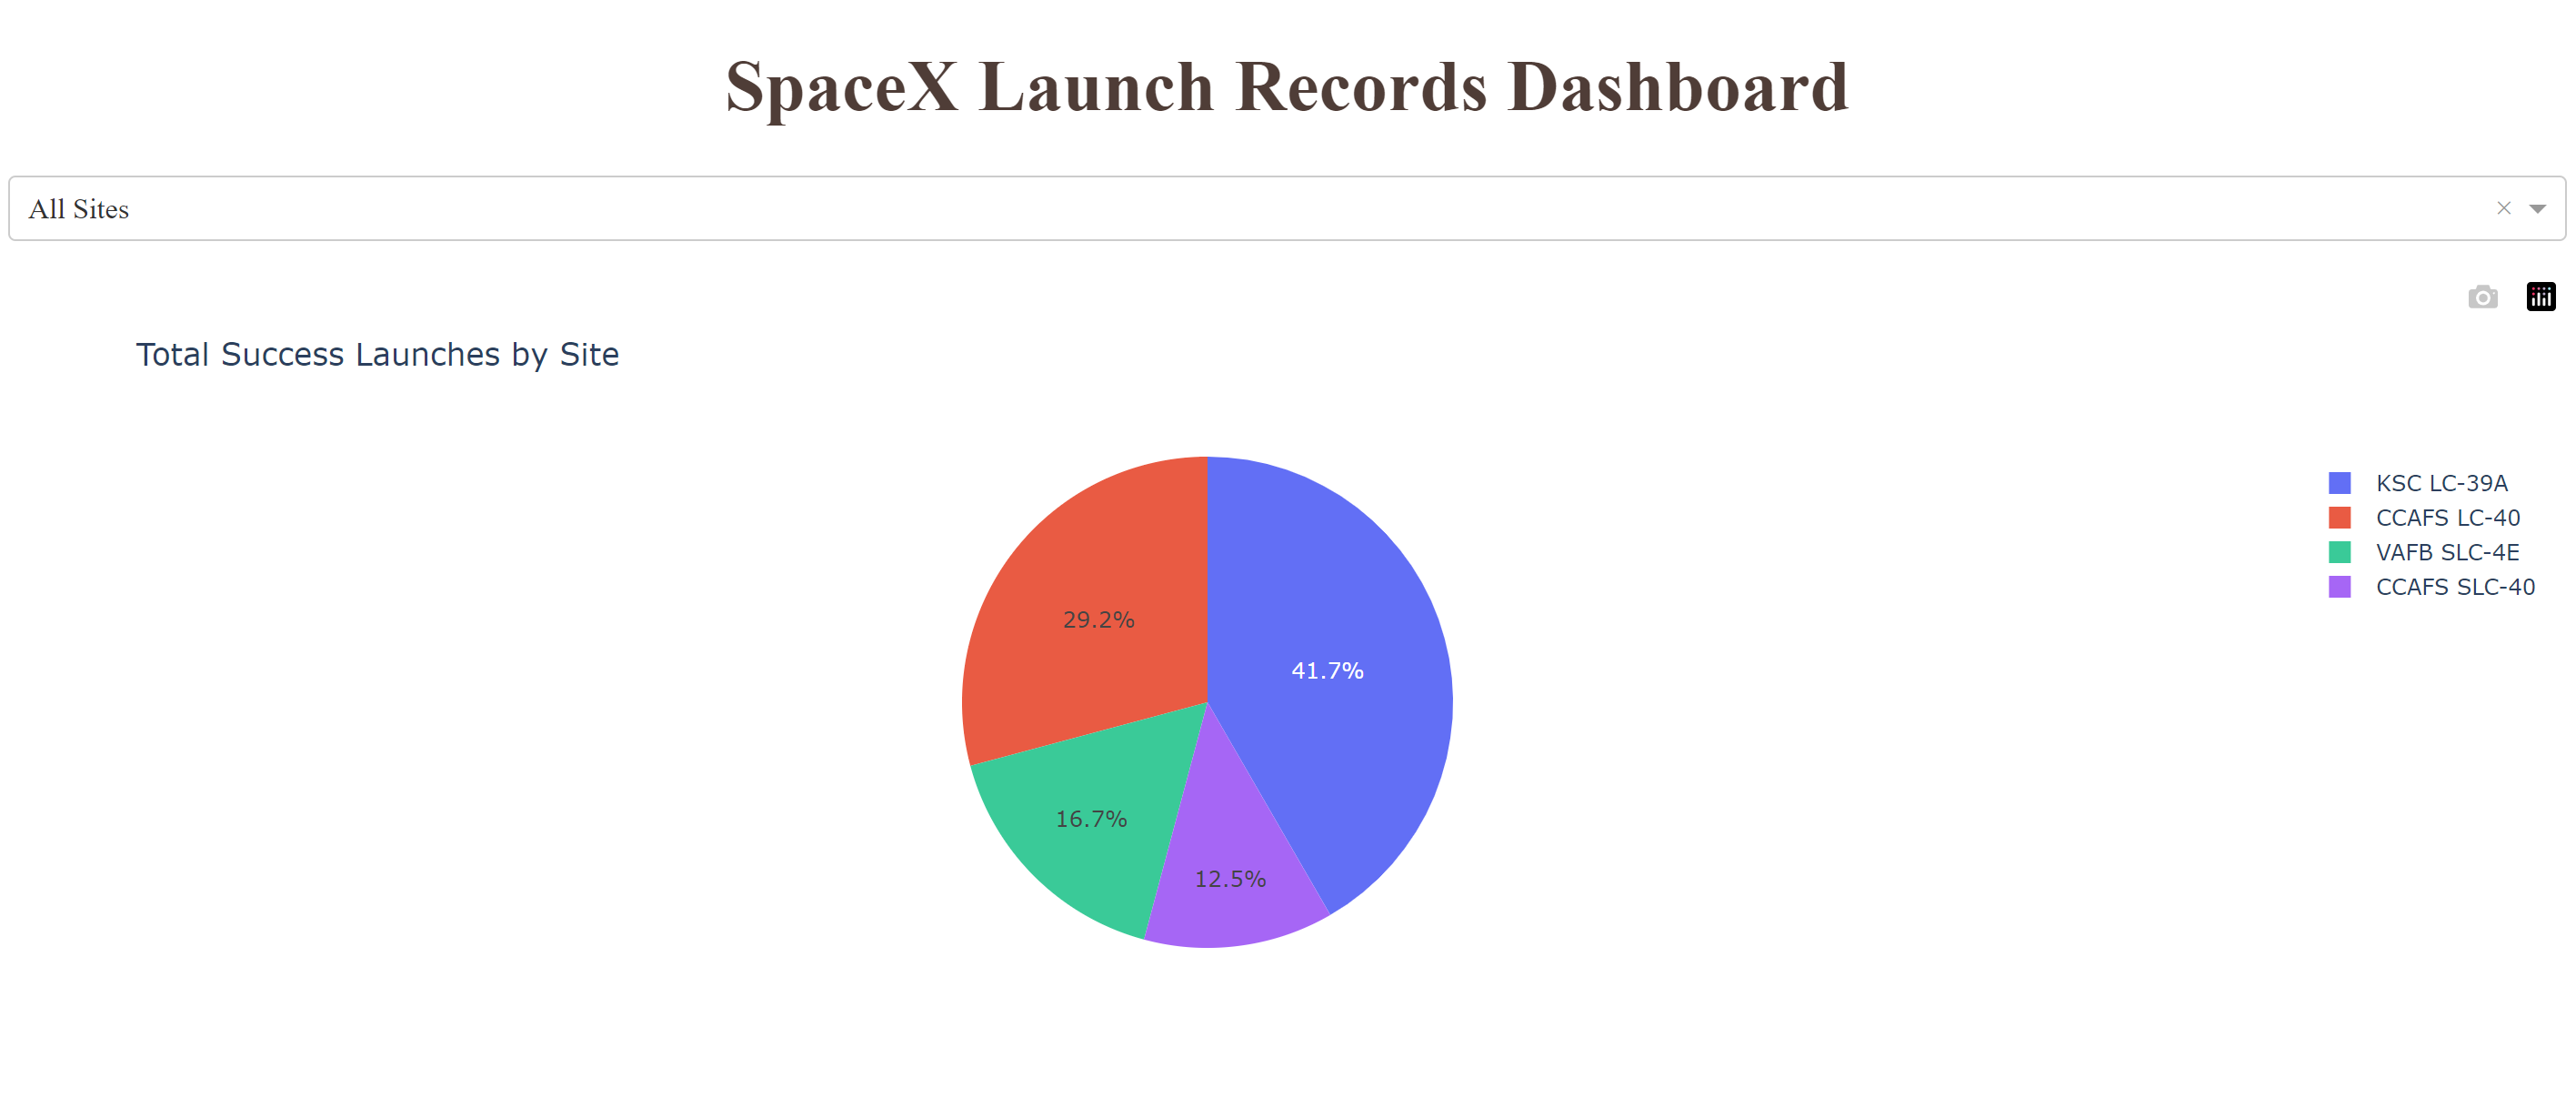 SpaceX Launch Records Dashboard
All Sites
Total Success Launches by Site
KSC LC-39A
CCAFS LC-40
VAFB SLC-4E
CCAFS SLC-40
29.2%
41.7%
16.7%
12.5%